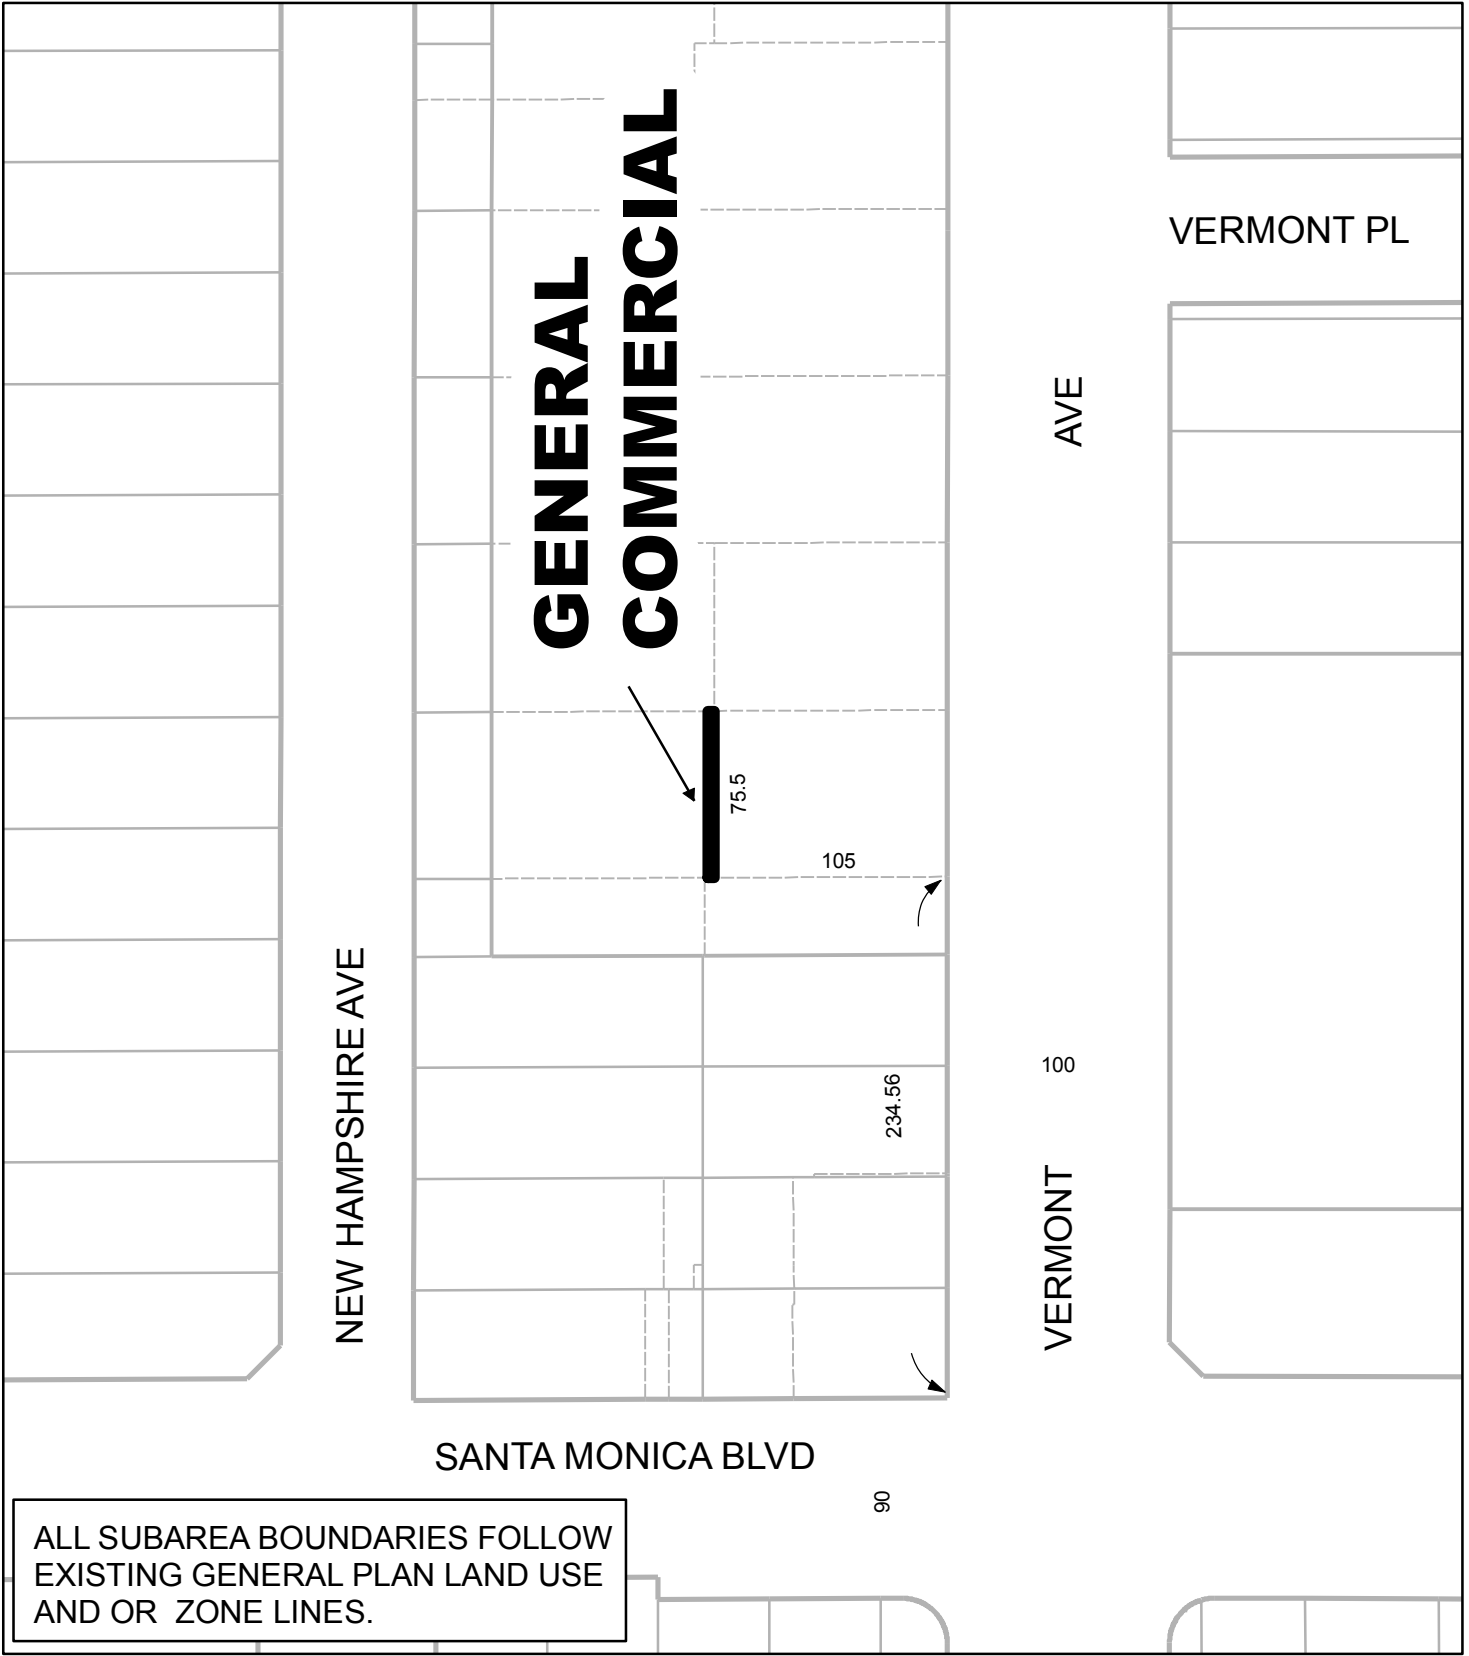 GENERAL
COMMERCIAL
VERMONT PL
AVE
75.5
105
NEW HAMPSHIRE AVE
234.56
100
VERMONT
SANTA MONICA BLVD
90
ALL SUBAREA BOUNDARIES FOLLOW
EXISTING GENERAL PLAN LAND USE
AND OR ZONE LINES.